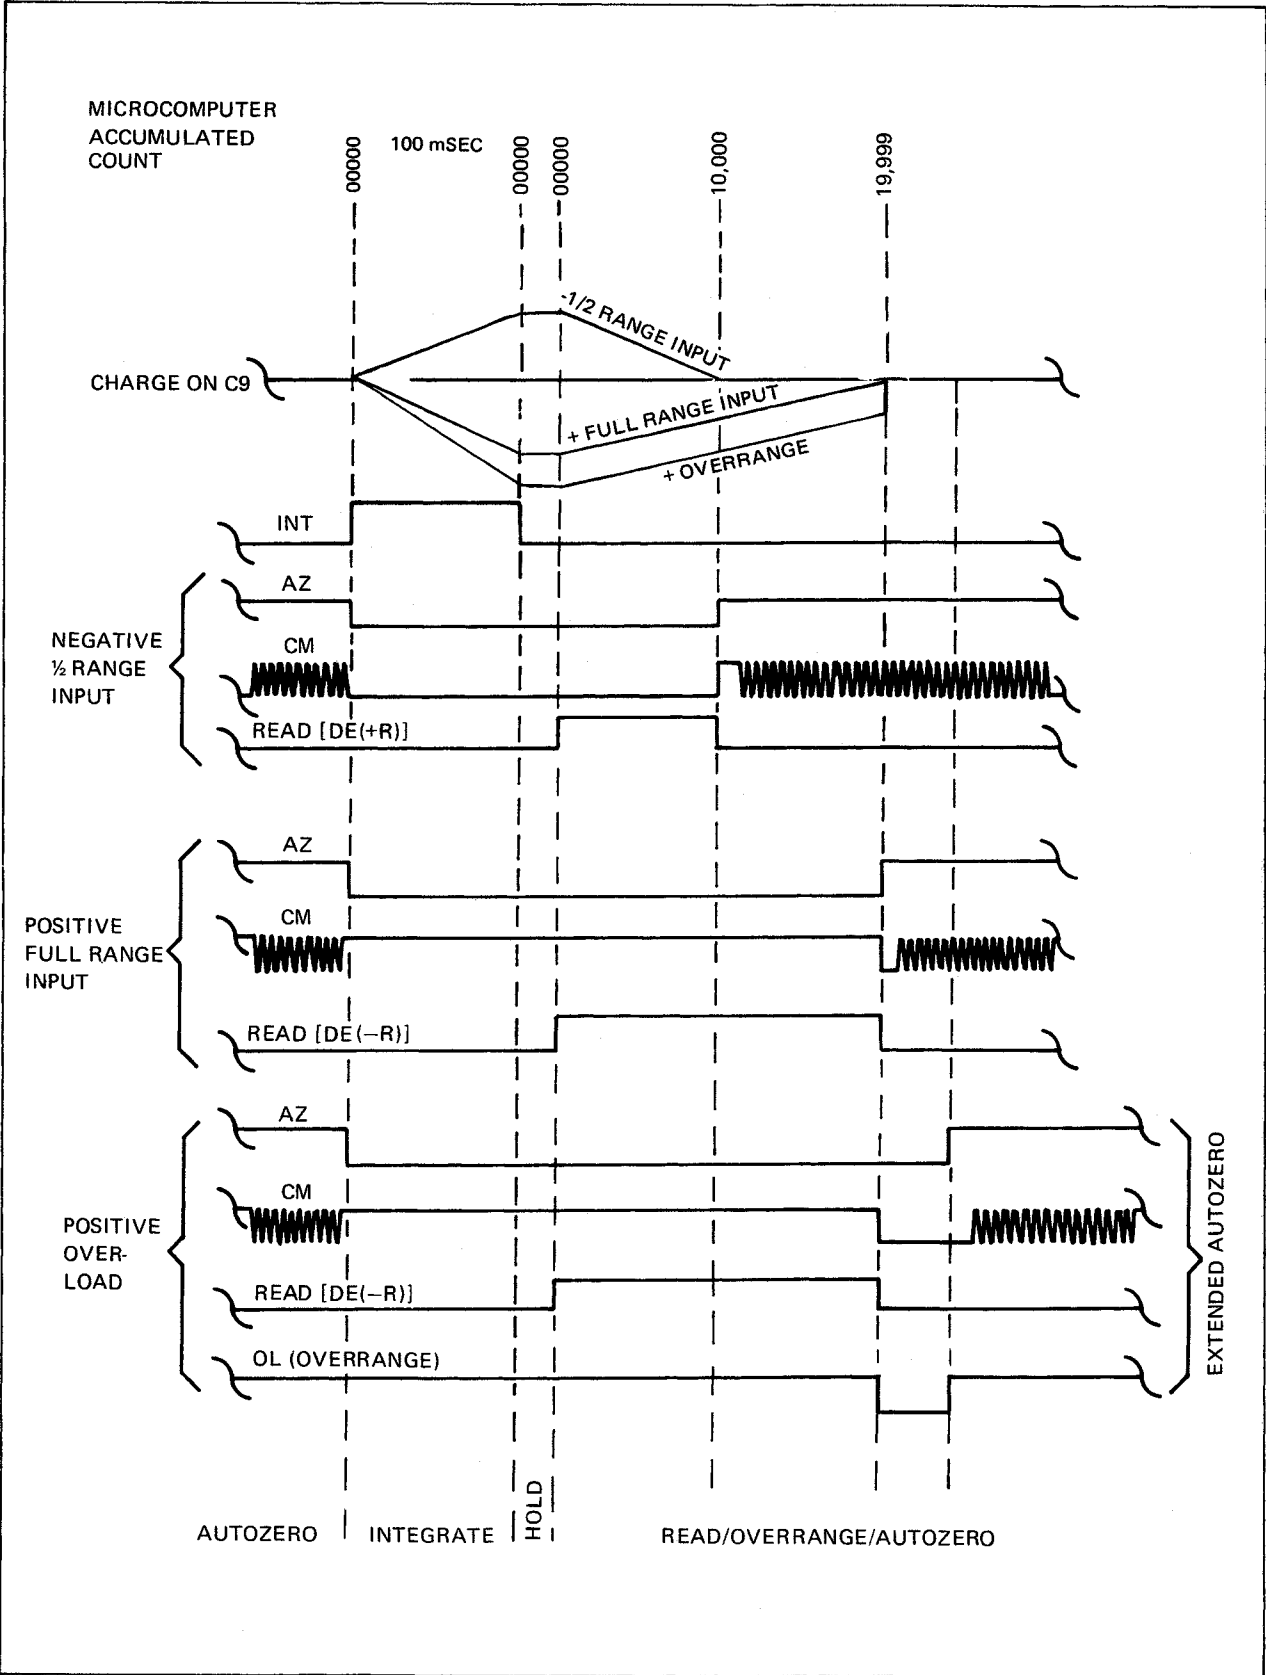 MICROCOMPUTER
ACCUMULATED
COUNT
00000
100 mSEC
00000
00000
10,000
19,999
-1/2 RANGE INPUT
CHARGE ON C9
+ FULL RANGE INPUT
+ OVERRANGE
INT
NEGATIVE
½ RANGE
INPUT
AZ
CM
READ [DE(+R)]
POSITIVE
FULL RANGE
INPUT
AZ
CM
READ [DE(−R)]
POSITIVE
OVER-
LOAD
AZ
CM
READ [DE(−R)]
OL (OVERRANGE)
EXTENDED AUTOZERO
AUTOZERO
INTEGRATE
HOLD
READ/OVERRANGE/AUTOZERO